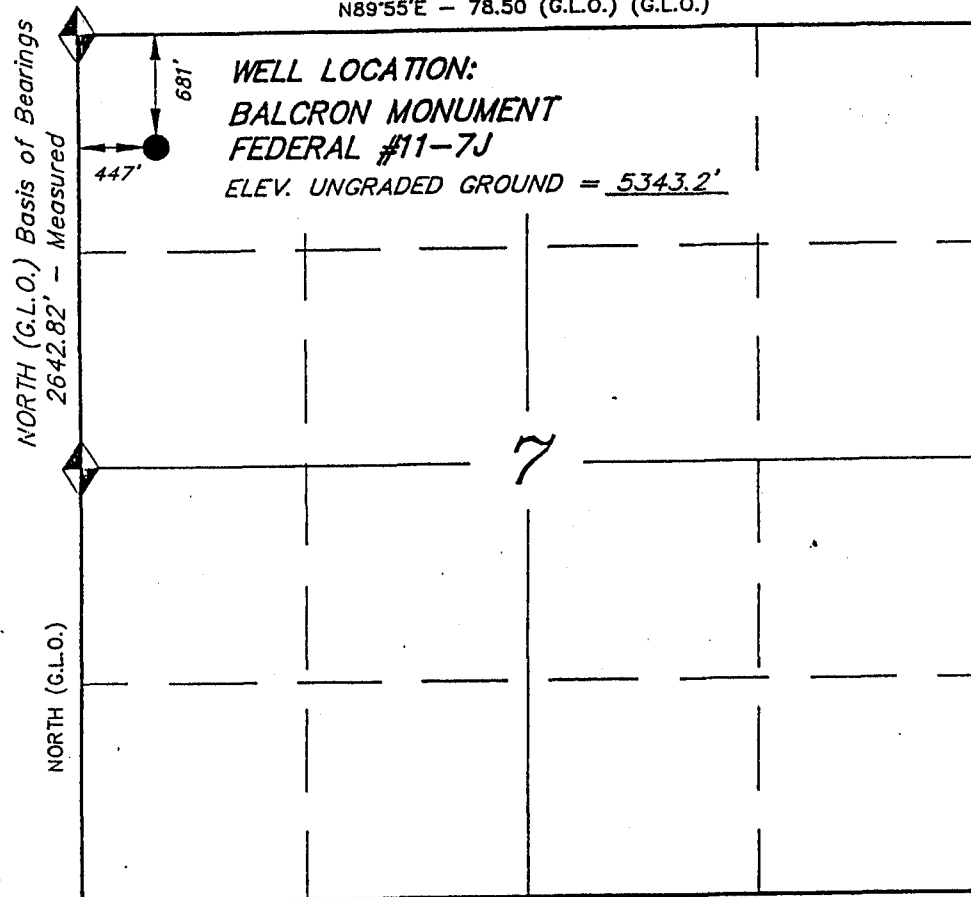 N89°55'E – 78.50 (G.L.O.) (G.L.O.)
681'
447'
WELL LOCATION:
BALCRON MONUMENT
FEDERAL #11–7J
ELEV. UNGRADED GROUND = 5343.2'
NORTH (G.L.O.) Basis of Bearings
2642.82' – Measured
7
NORTH (G.L.O.)